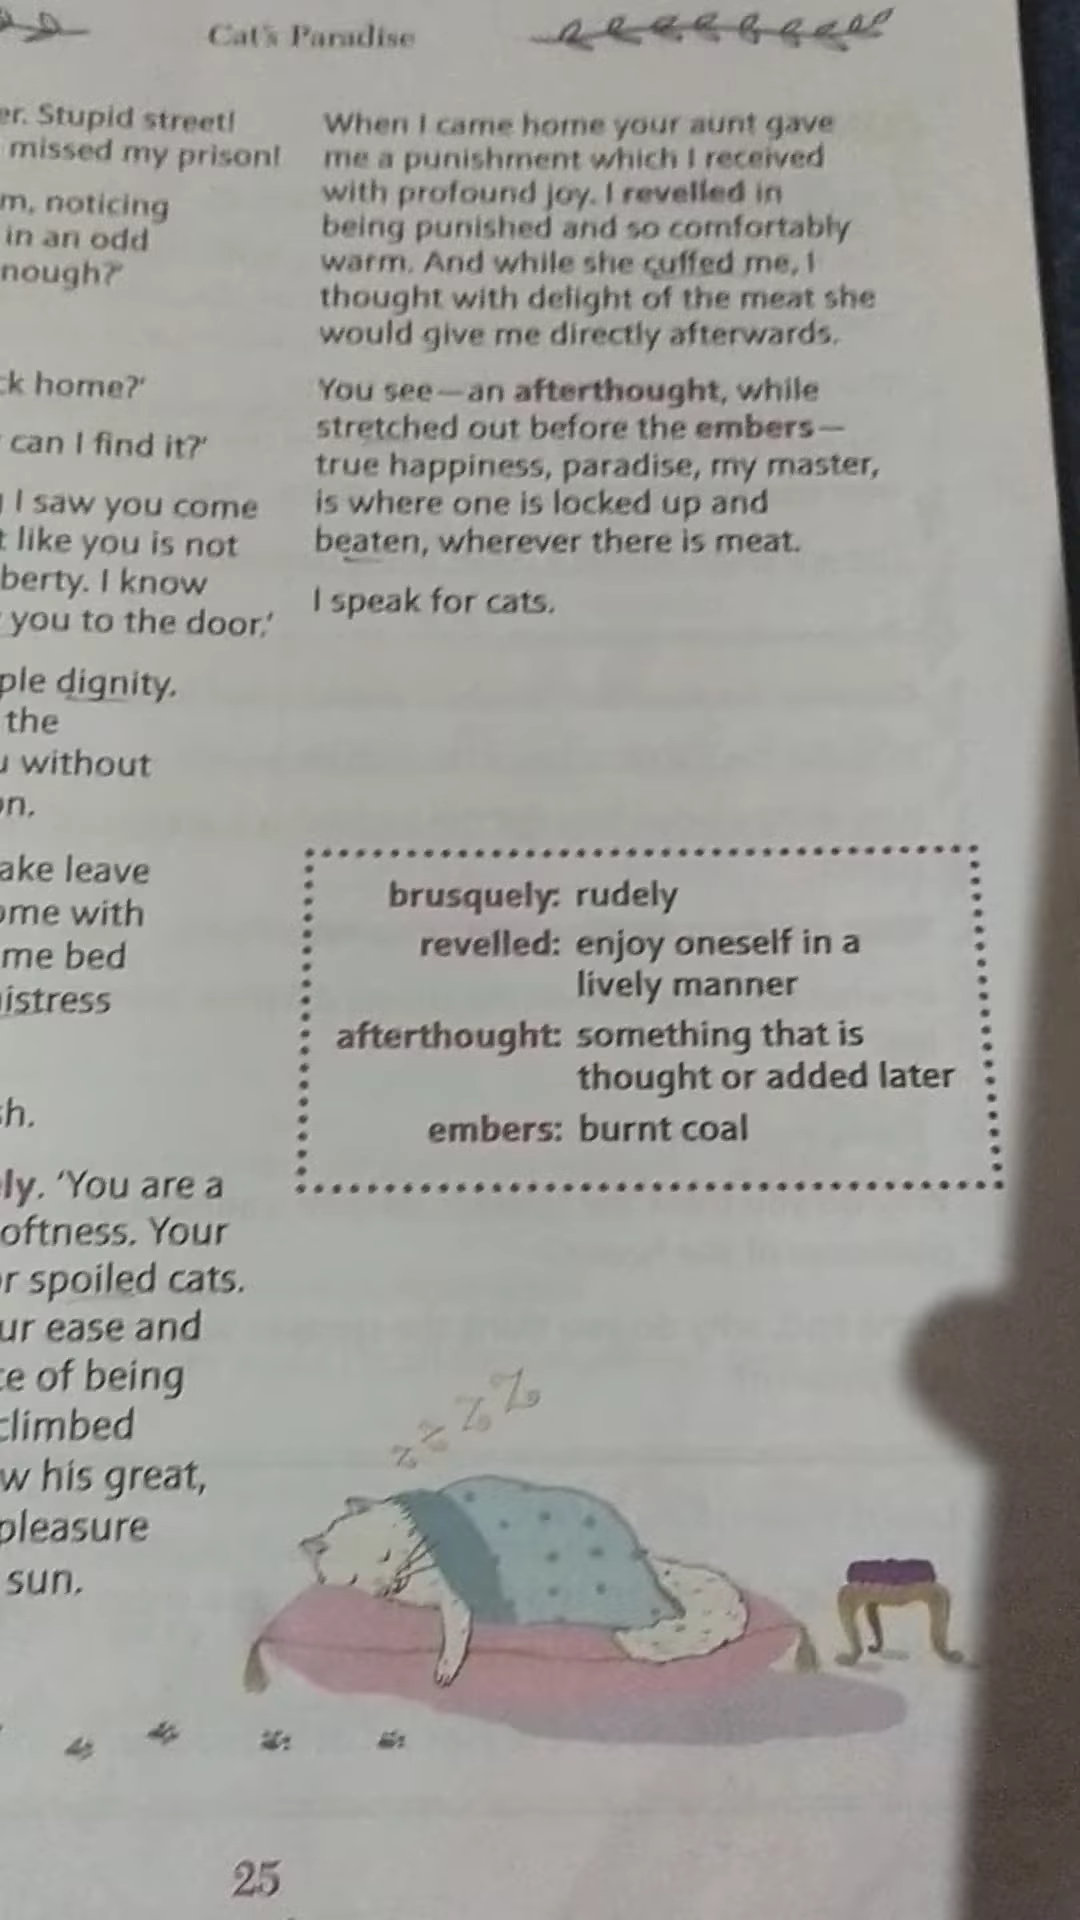 Cat's Paradise
er. Stupid street!
missed my prison!
m, noticing
in an odd
nough?'
ck home?'
can I find it?'
I saw you come
t like you is not
berty. I know
you to the door.'
ple dignity.
the
u without
on.
ake leave
ome with
me bed
istress
sh.
ly. 'You are a
oftness. Your
or spoiled cats.
ur ease and
ce of being
climbed
w his great,
pleasure
sun.
When I came home your aunt gave
me a punishment which I received
with profound joy. I revelled in
being punished and so comfortably
warm. And while she cuffed me, I
thought with delight of the meat she
would give me directly afterwards.
You see—an afterthought, while
stretched out before the embers—
true happiness, paradise, my master,
is where one is locked up and
beaten, wherever there is meat.
I speak for cats.
brusquely: rudely
revelled: enjoy oneself in a
lively manner
afterthought: something that is
thought or added later
embers: burnt coal
z z z z
25